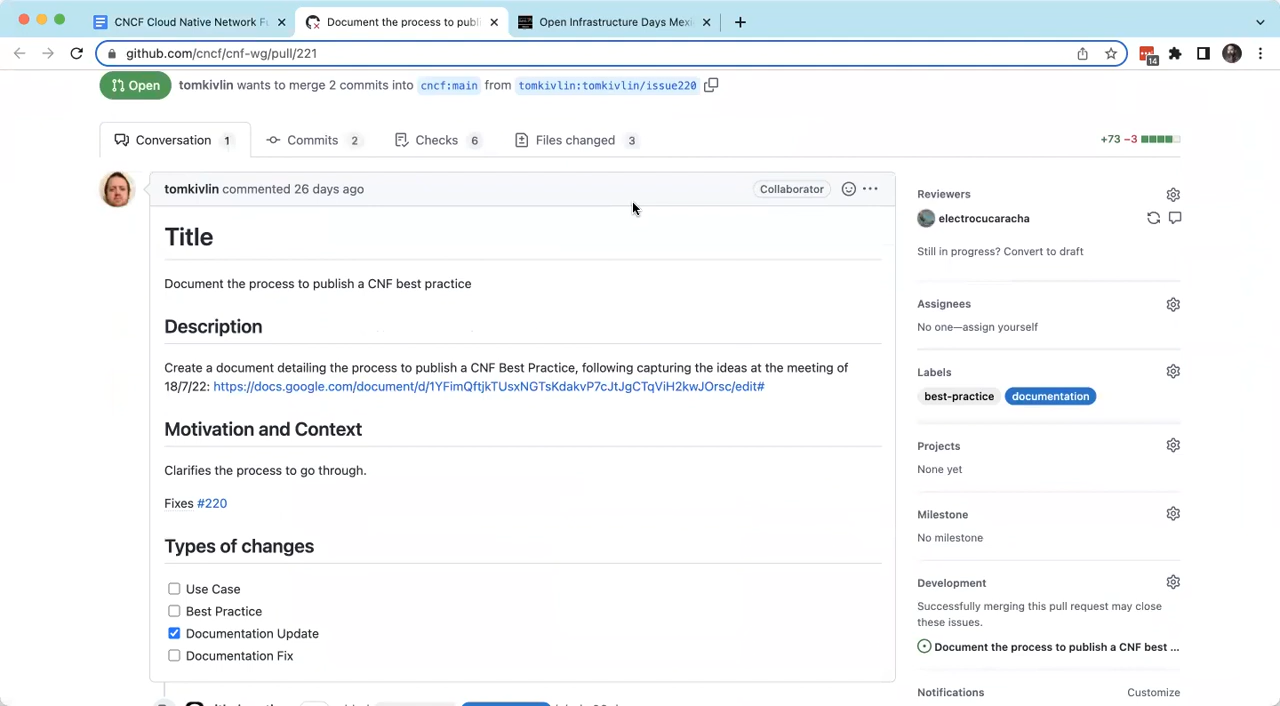 CNCF Cloud Native Network Fu
Document the process to publ
Open Infrastructure Days Mexi
github.com/cncf/cnf-wg/pull/221
14
Open
tomkivlin wants to merge 2 commits into cncf:main from tomkivlin:tomkivlin/issue220
Conversation 1
Commits 2
Checks 6
Files changed 3
+73 −3
tomkivlin commented 26 days ago
Collaborator
Title
Document the process to publish a CNF best practice
Description
Create a document detailing the process to publish a CNF Best Practice, following capturing the ideas at the meeting of
18/7/22: https://docs.google.com/document/d/1YFimQftjkTUsxNGTsKdakvP7cJtJgCTqViH2kwJOrsc/edit#
Motivation and Context
Clarifies the process to go through.
Fixes #220
Types of changes
Use Case
Best Practice
Documentation Update
Documentation Fix
Reviewers
electrocucaracha
Still in progress? Convert to draft
Assignees
No one—assign yourself
Labels
best-practice documentation
Projects
None yet
Milestone
No milestone
Development
Successfully merging this pull request may close
these issues.
Document the process to publish a CNF best ...
Notifications
Customize